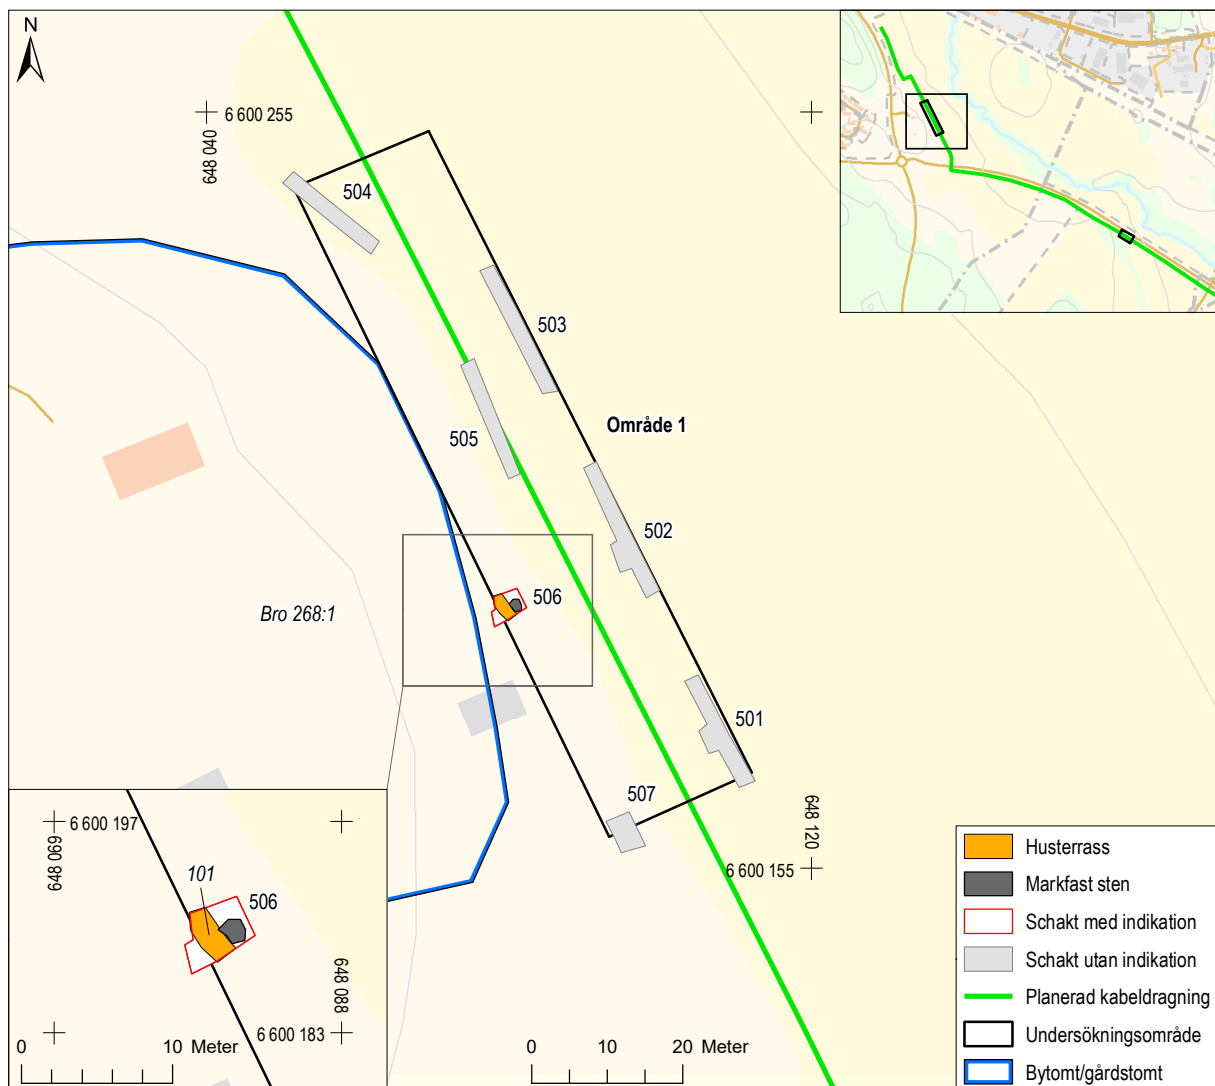 N
6 600 255
648 040
504
503
505
Område 1
502
506
Bro 268:1
501
507
648 120
6 600 155
6 600 197
648 069
101
506
648 088
6 600 183
0 10 Meter
0 10 20 Meter
Husterrass
Markfast sten
Schakt med indikation
Schakt utan indikation
Planerad kabeldragning
Undersökningsområde
Bytomt/gårdstomt